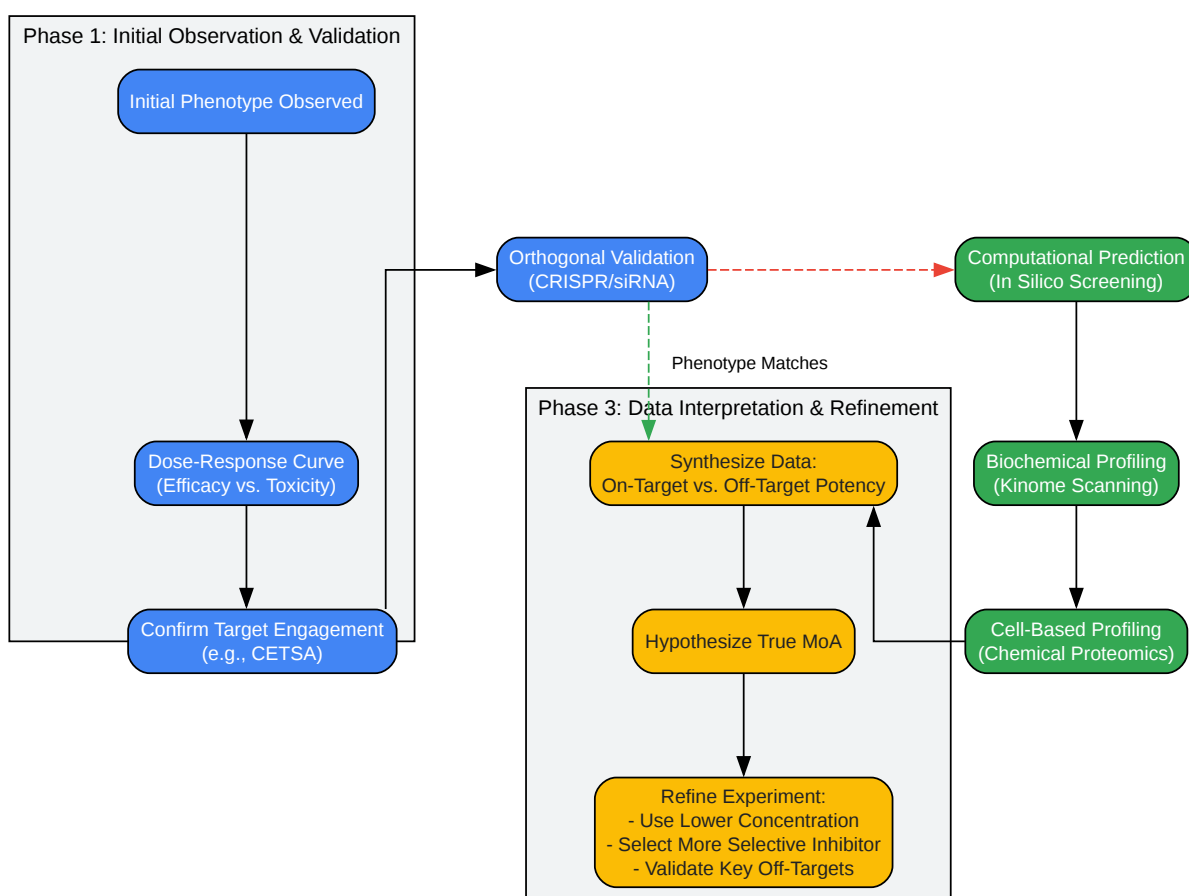 Phase 1: Initial Observation & Validation
Initial Phenotype Observed
Dose-Response Curve
(Efficacy vs. Toxicity)
Confirm Target Engagement
(e.g., CETSA)
Orthogonal Validation
(CRISPR/siRNA)
Phenotype Matches
Computational Prediction
(In Silico Screening)
Biochemical Profiling
(Kinome Scanning)
Cell-Based Profiling
(Chemical Proteomics)
Phase 3: Data Interpretation & Refinement
Synthesize Data:
On-Target vs. Off-Target Potency
Hypothesize True MoA
Refine Experiment:
- Use Lower Concentration
- Select More Selective Inhibitor
- Validate Key Off-Targets